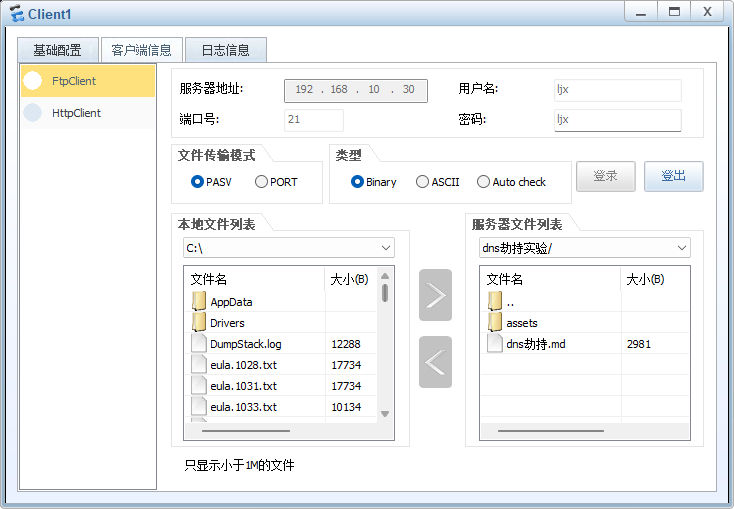 Client1
基础配置 客户端信息 日志信息
FtpClient
HttpClient
服务器地址: 192 . 168 . 10 . 30 用户名: ljx
端口号: 21 密码: ljx
文件传输模式 类型
PASV PORT Binary ASCII Auto check 登录 登出
本地文件列表 服务器文件列表
C:\ dns劫持实验/
文件名 大小(B) 文件名 大小(B)
AppData ..
Drivers assets
DumpStack.log 12288 dns劫持.md 2981
eula.1028.txt 17734
eula.1031.txt 17734
eula.1033.txt 10134
只显示小于1M的文件